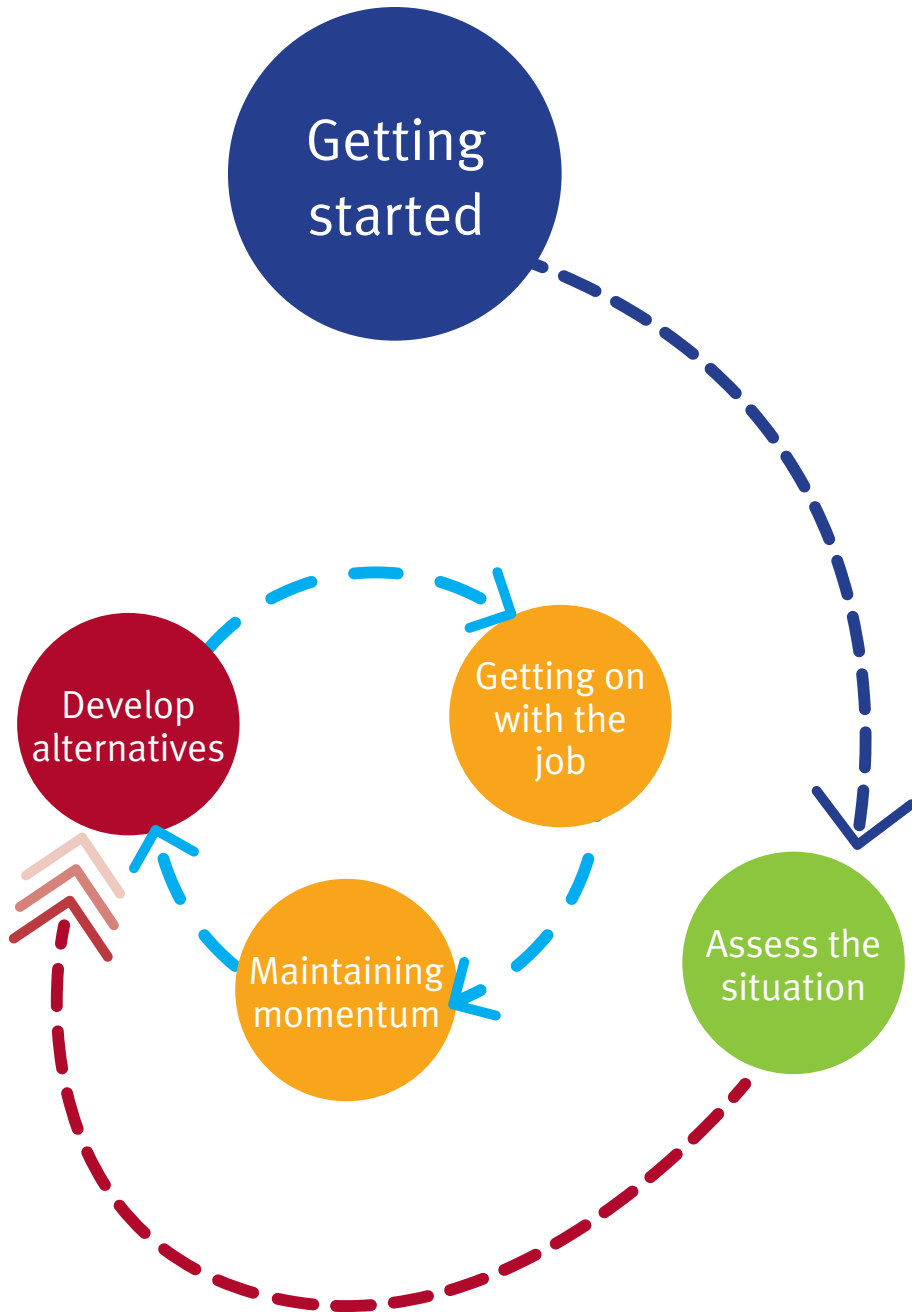 Getting
started
Develop
alternatives
Getting on
with the
job
Maintaining
momentum
Assess the
situation